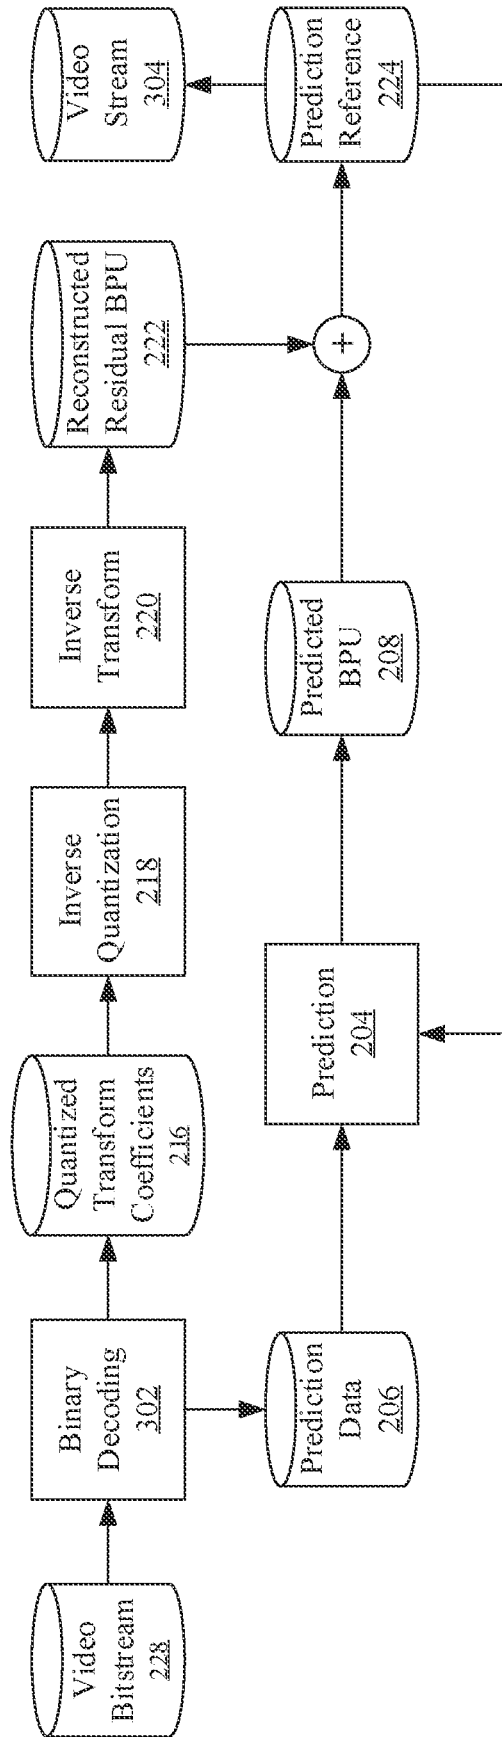 Video
Bitstream
228
Binary
Decoding
302
Quantized
Transform
Coefficients
216
Inverse
Quantization
218
Inverse
Transform
220
Reconstructed
Residual BPU
222
Video
Stream
304
Prediction
Data
206
Prediction
204
Predicted
BPU
208
+
Prediction
Reference
224